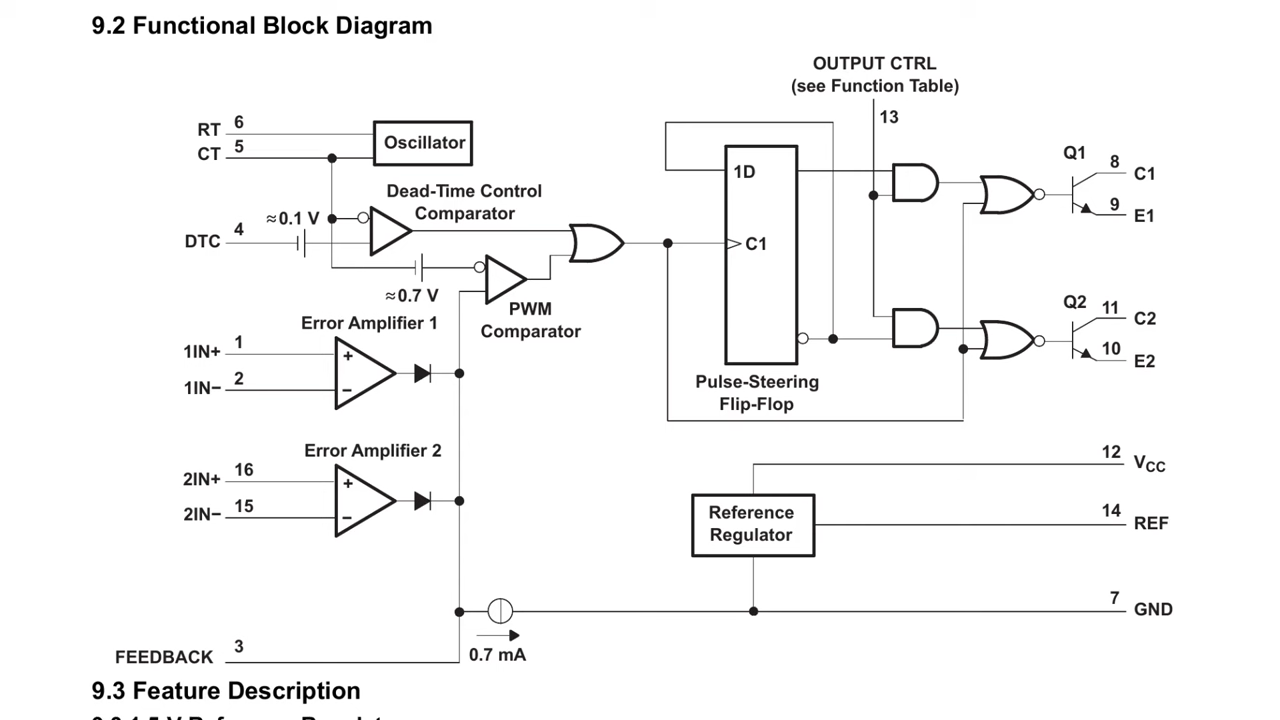 9.2 Functional Block Diagram
OUTPUT CTRL
(see Function Table)
13
RT 6
CT 5
Oscillator
Dead-Time Control
Comparator
≈0.1 V
DTC 4
≈0.7 V
PWM
Comparator
1D
C1
Pulse-Steering
Flip-Flop
Q1
8 C1
9 E1
Q2
11 C2
10 E2
Error Amplifier 1
1IN+ 1
+
1IN− 2
−
Error Amplifier 2
2IN+ 16
+
2IN− 15
−
12 VCC
Reference
Regulator
14 REF
7 GND
FEEDBACK 3
0.7 mA
9.3 Feature Description